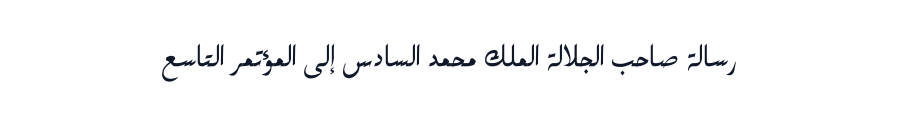 رسالة صاحب الجلالة الملك محمد السادس إلى المؤتمر التاسع